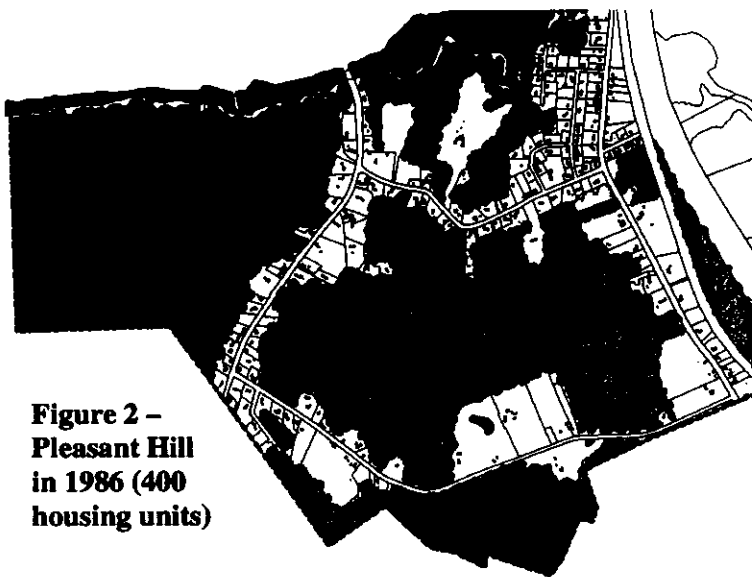 Figure 2 –
Pleasant Hill
in 1986 (400
housing units)